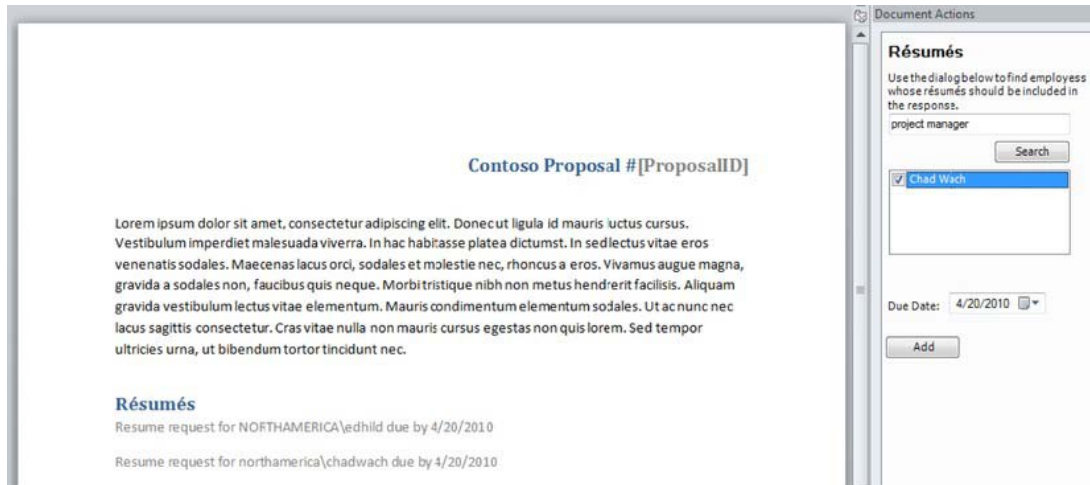 Document Actions
Contoso Proposal #[ProposalID]
Lorem ipsum dolor sit amet, consectetur adipiscing elit. Donec ut ligula id mauris luctus cursus.
Vestibulum imperdiet malesuada viverra. In hac habitasse platea dictumst. In sed lectus vitae eros
venenatis sodales. Maecenas lacus orci, sodales et molestie nec, rhoncus a eros. Vivamus augue magna,
gravida a sodales non, faucibus quis neque. Morbi tristique nibh non metus hendrerit facilisis. Aliquam
gravida vestibulum lectus vitae elementum. Mauris condimentum elementum sodales. Ut ac nunc nec
lacus sagittis consectetur. Cras vitae nulla non mauris cursus egestas non quis lorem. Sed tempor
ultricies urna, ut bibendum tortor tincidunt nec.
Résumés
Resume request for NORTHAMERICA\edhild due by 4/20/2010
Resume request for northamerica\chadwach due by 4/20/2010
Résumés
Use the dialog below to find employess
whose résumés should be included in
the response.
project manager
Search
Chad Wach
Due Date: 4/20/2010
Add